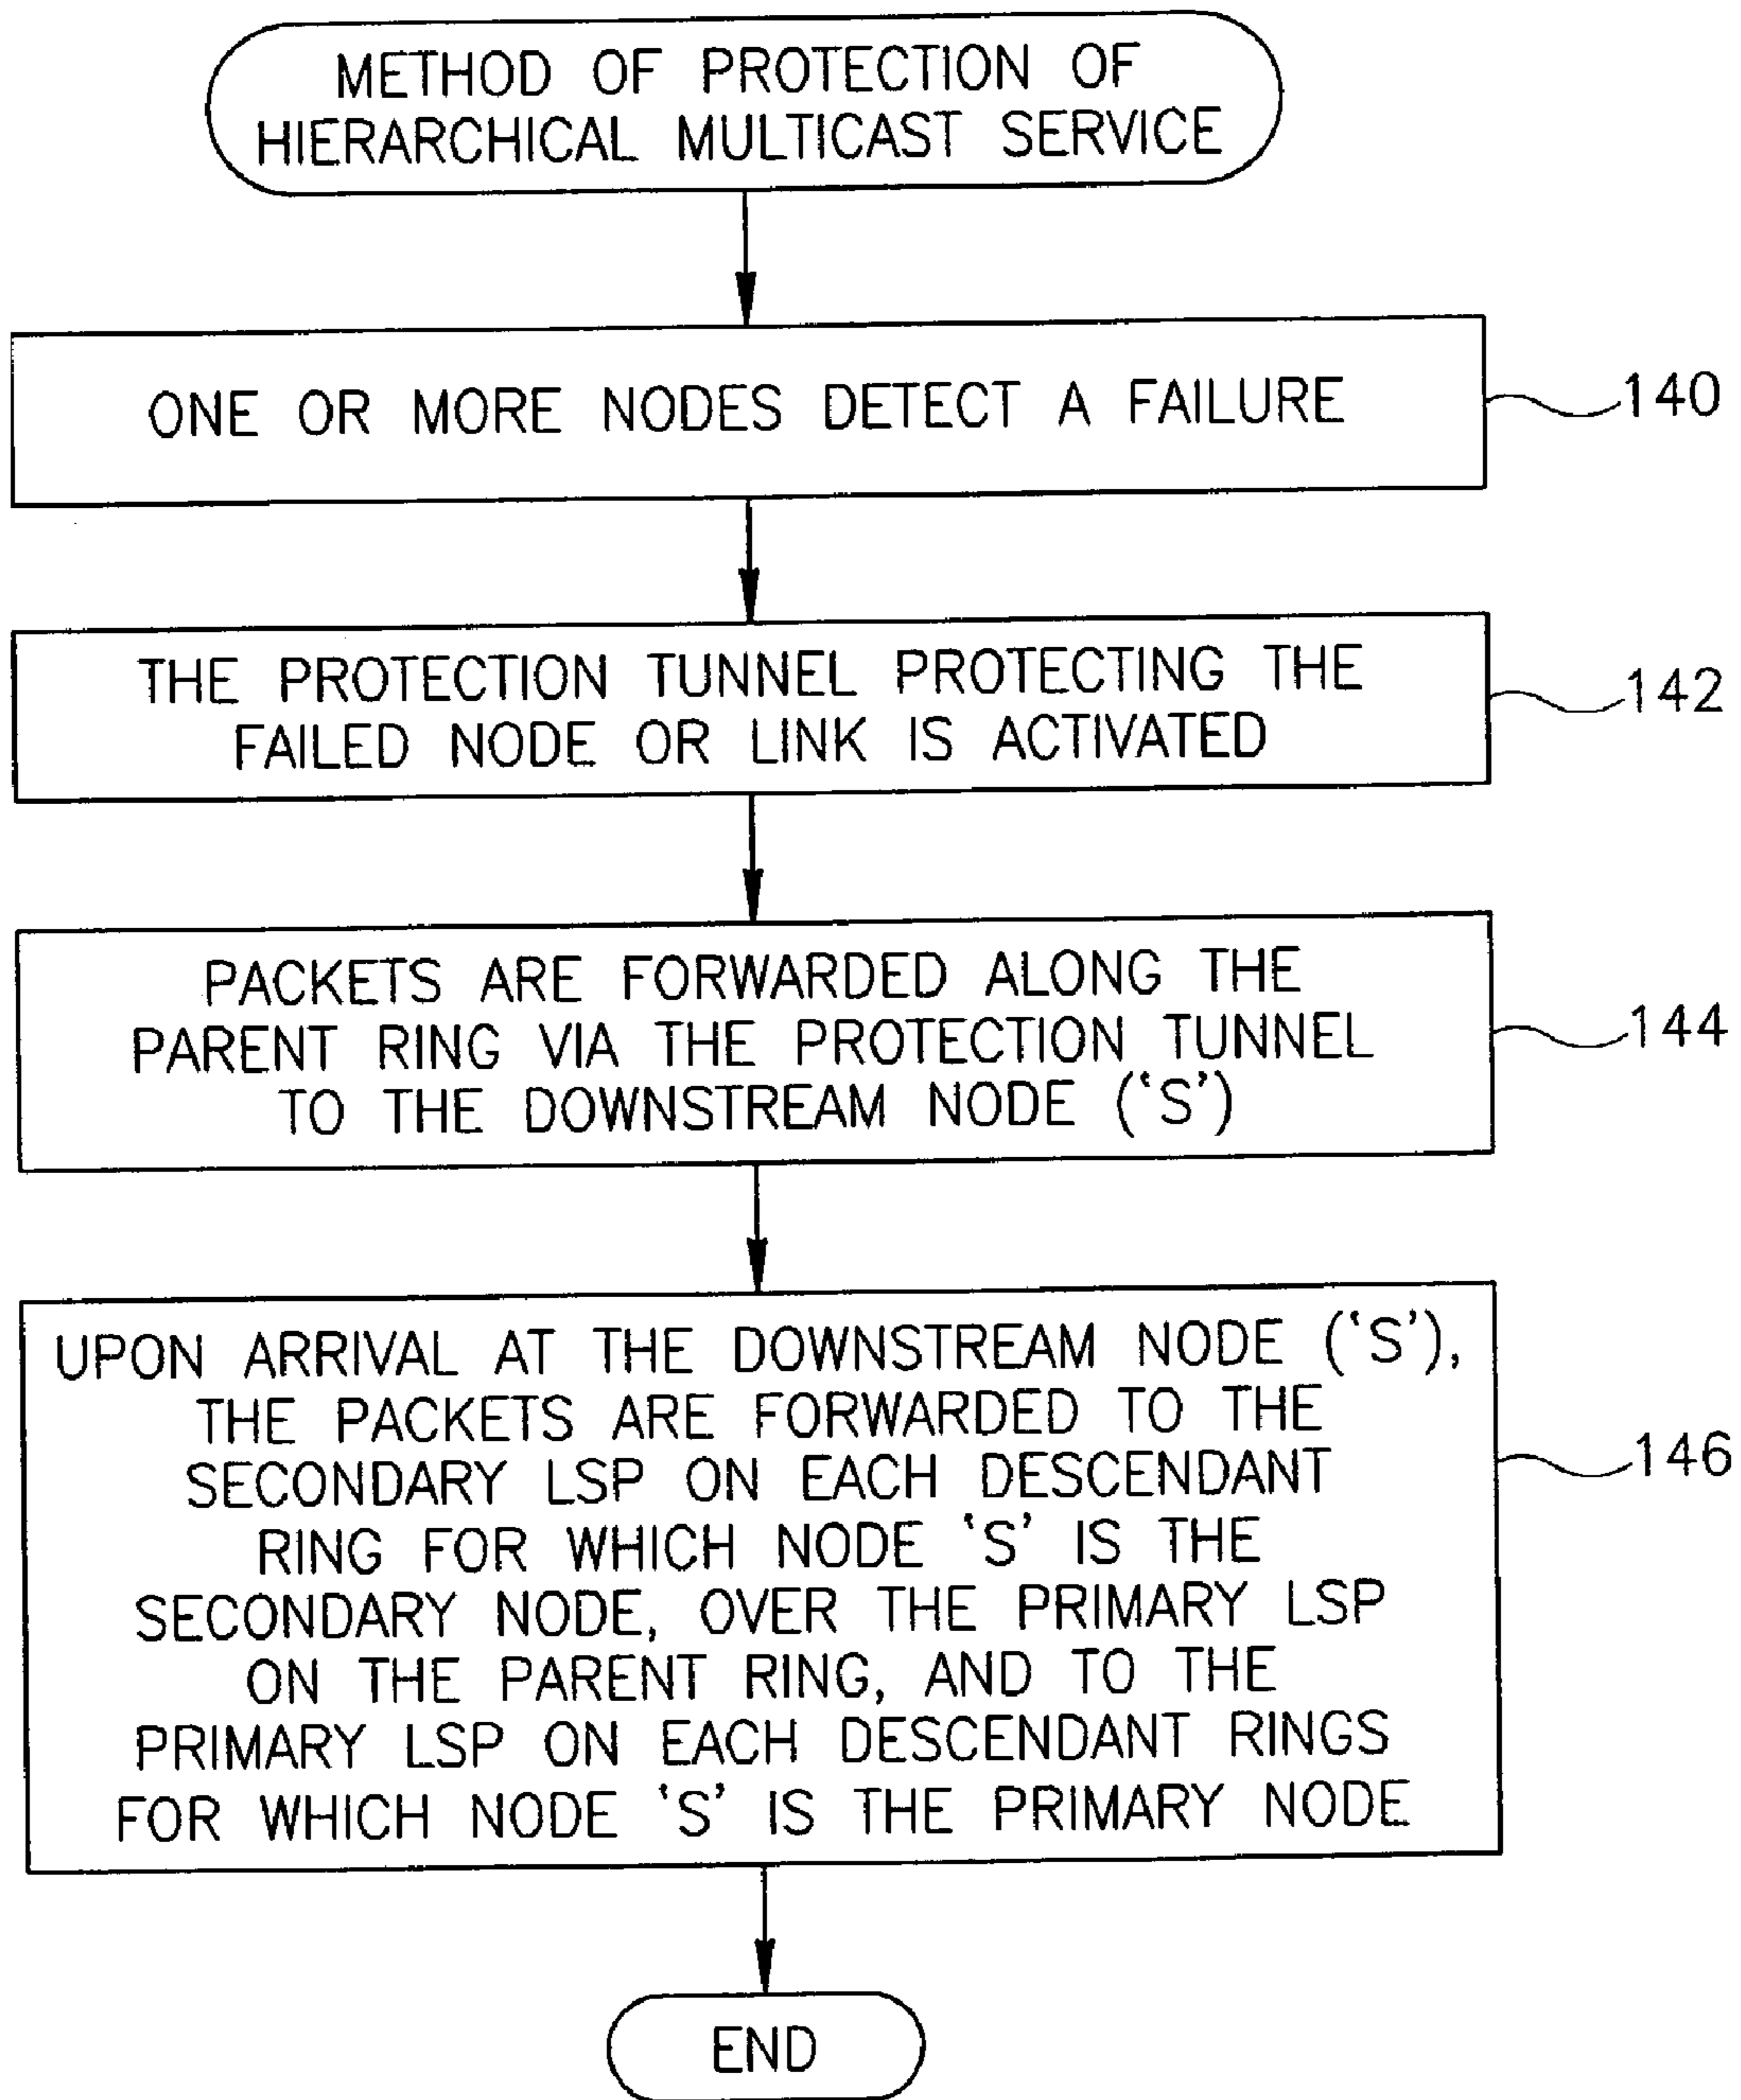 METHOD OF PROTECTION OF
HIERARCHICAL MULTICAST SERVICE
ONE OR MORE NODES DETECT A FAILURE
140
THE PROTECTION TUNNEL PROTECTING THE
FAILED NODE OR LINK IS ACTIVATED
142
PACKETS ARE FORWARDED ALONG THE
PARENT RING VIA THE PROTECTION TUNNEL
TO THE DOWNSTREAM NODE (‘S’)
144
UPON ARRIVAL AT THE DOWNSTREAM NODE (‘S’),
THE PACKETS ARE FORWARDED TO THE
SECONDARY LSP ON EACH DESCENDANT
RING FOR WHICH NODE ‘S’ IS THE
SECONDARY NODE, OVER THE PRIMARY LSP
ON THE PARENT RING, AND TO THE
PRIMARY LSP ON EACH DESCENDANT RINGS
FOR WHICH NODE ‘S’ IS THE PRIMARY NODE
146
END